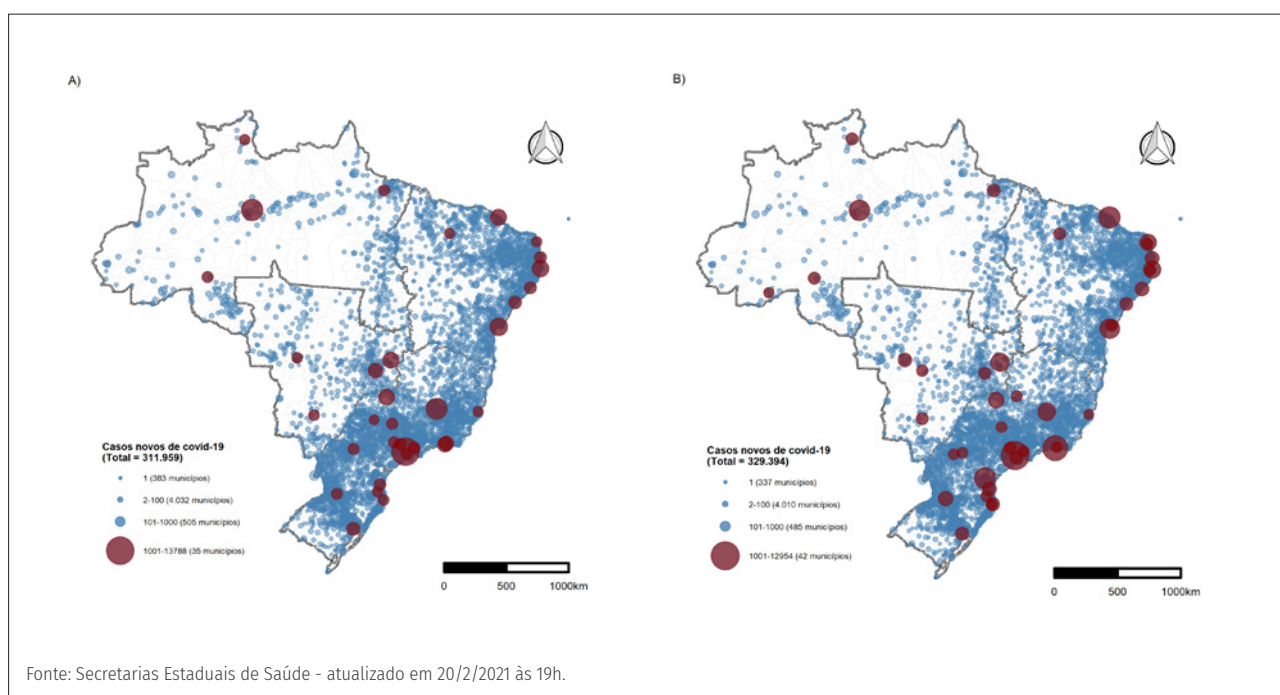 A)
Casos novos de covid-19
(Total = 311.959)
1 (383 municípios)
2-100 (4.032 municípios)
101-1000 (505 municípios)
1001-13788 (35 municípios)
0 500 1000km
B)
Casos novos de covid-19
(Total = 329.394)
1 (337 municípios)
2-100 (4.010 municípios)
101-1000 (485 municípios)
1001-12954 (42 municípios)
0 500 1000km
Fonte: Secretarias Estaduais de Saúde - atualizado em 20/2/2021 às 19h.